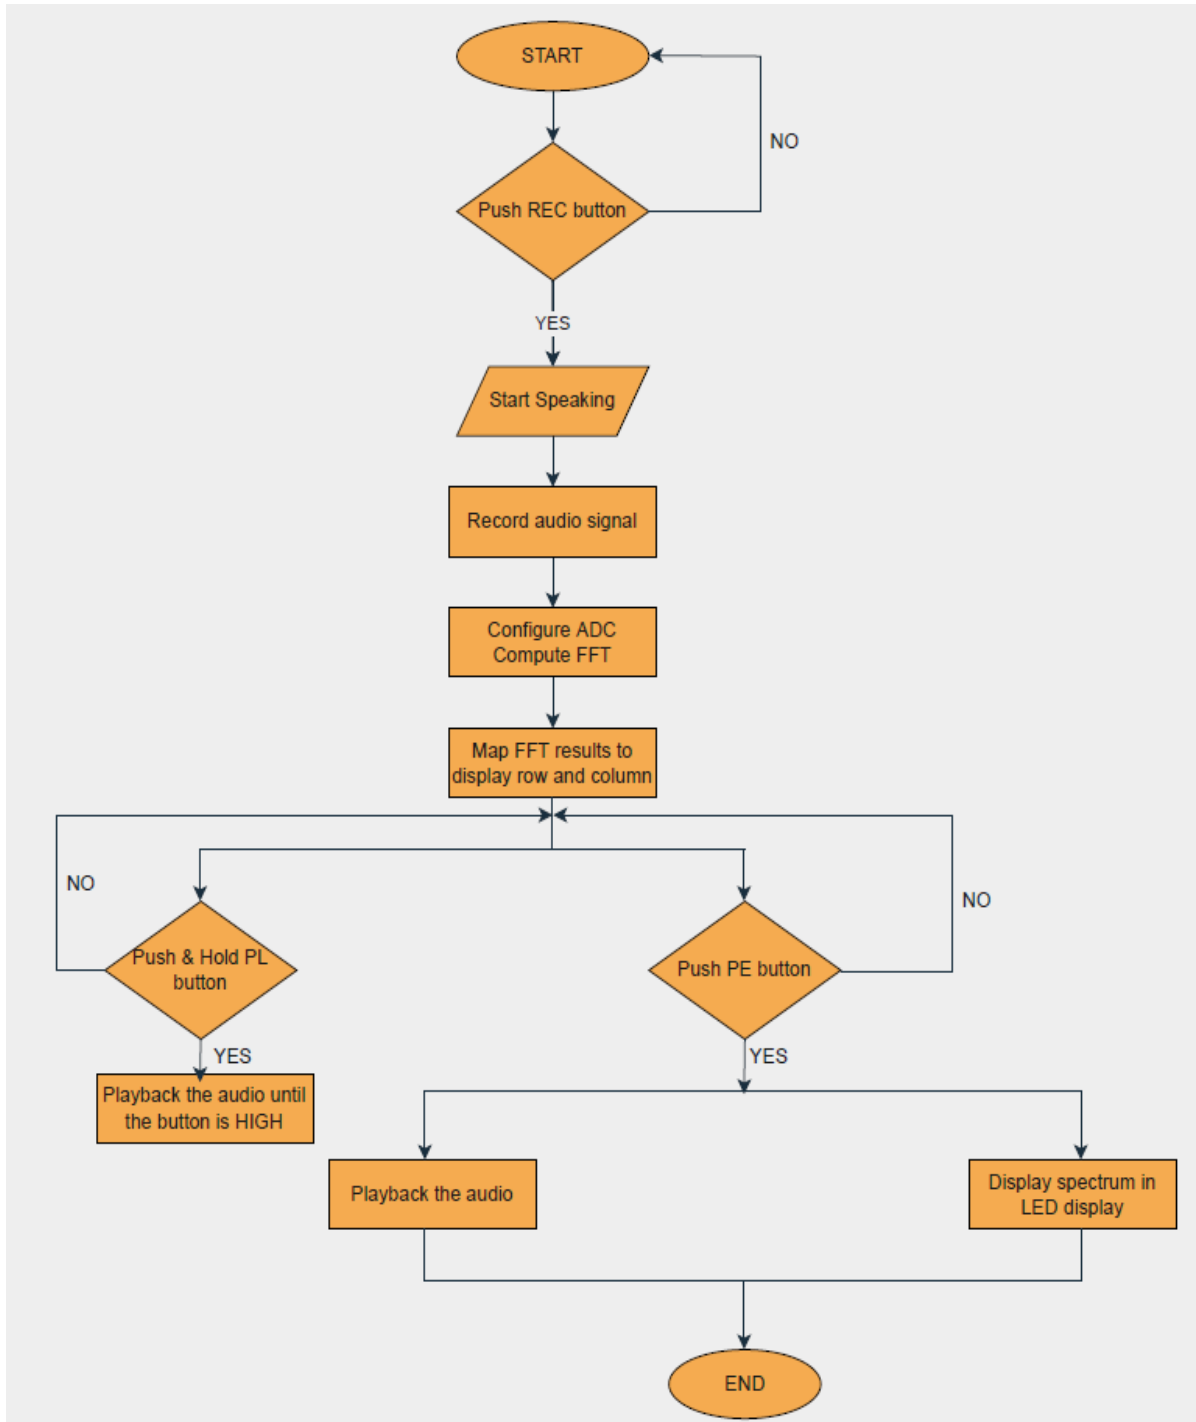 START
NO
Push REC button
YES
Start Speaking
Record audio signal
Configure ADC
Compute FFT
Map FFT results to
display row and column
NO
NO
Push & Hold PL
button
Push PE button
YES
YES
Playback the audio until
the button is HIGH
Playback the audio
Display spectrum in
LED display
END